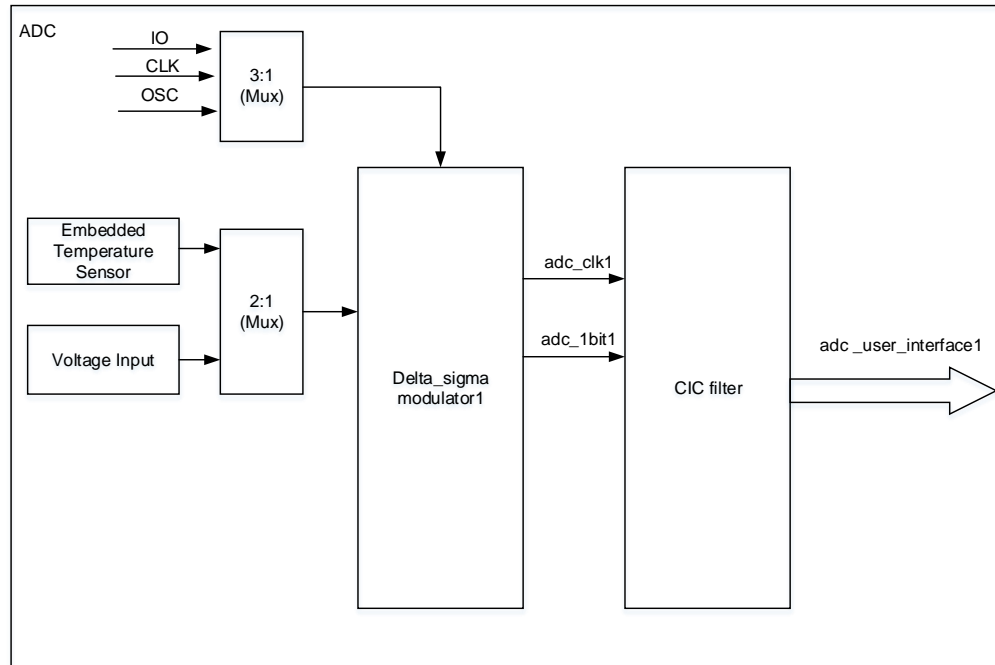 ADC
IO
CLK
OSC
3:1
(Mux)
Embedded
Temperature
Sensor
Voltage Input
2:1
(Mux)
Delta_sigma
modulator1
adc_clk1
adc_1bit1
CIC filter
adc _user_interface1